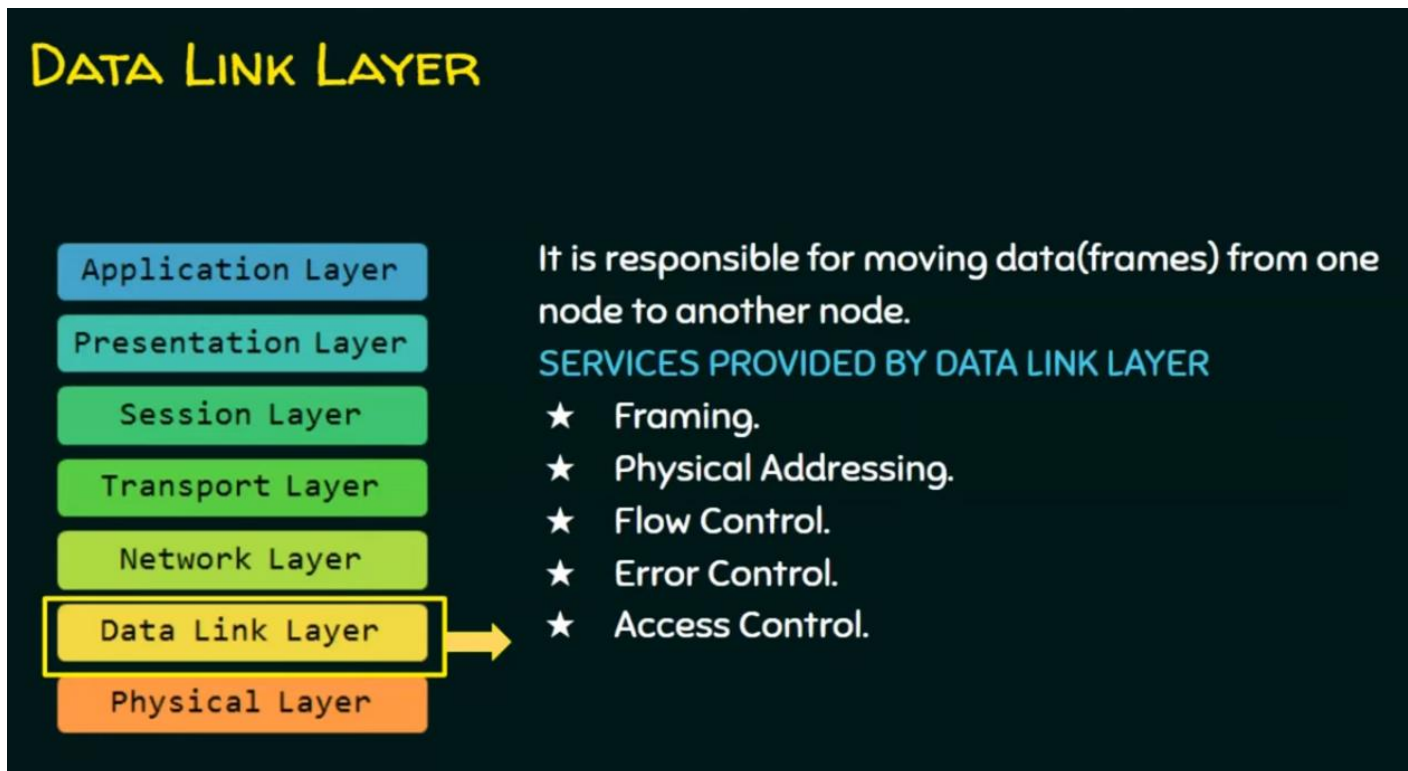 DATA LINK LAYER
Application Layer
Presentation Layer
Session Layer
Transport Layer
Network Layer
Data Link Layer
Physical Layer
It is responsible for moving data(frames) from one
node to another node.
SERVICES PROVIDED BY DATA LINK LAYER
★ Framing.
★ Physical Addressing.
★ Flow Control.
★ Error Control.
★ Access Control.